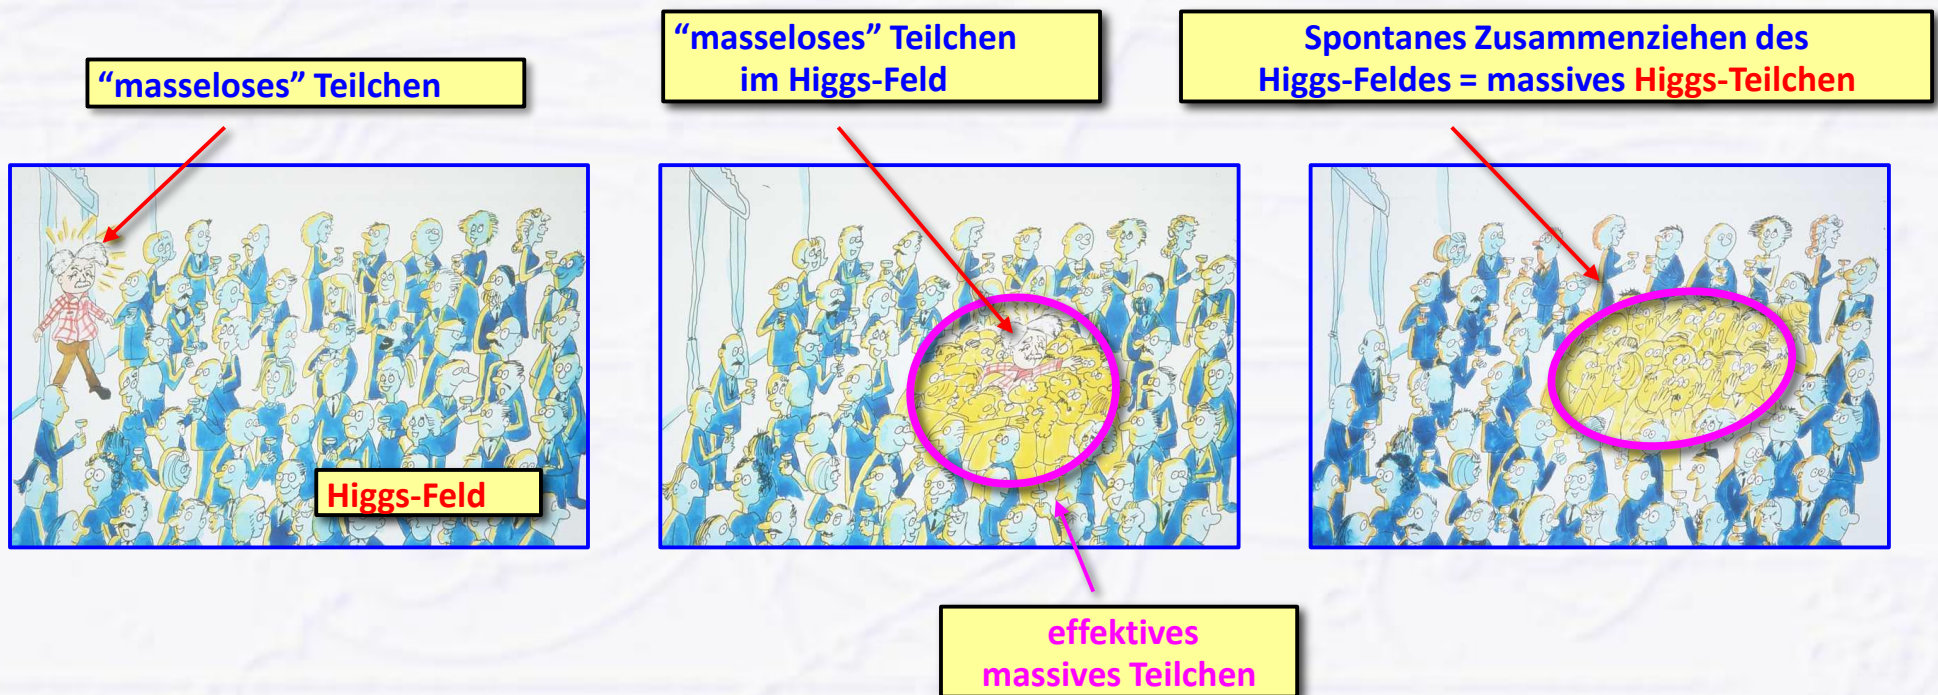 “masseloses” Teilchen
“masseloses” Teilchen
im Higgs-Feld
Spontanes Zusammenziehen des
Higgs-Feldes = massives Higgs-Teilchen
Higgs-Feld
effektives
massives Teilchen